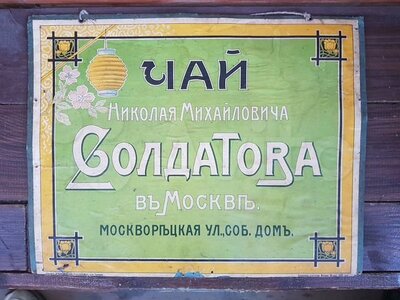 ЧАЙ
НИКОЛАЯ МИХАЙЛОВИЧА
СОЛДАТОВА
ВЪ МОСКВѢ.
МОСКВОРѢЦКАЯ УЛ., СОБ. ДОМЪ.